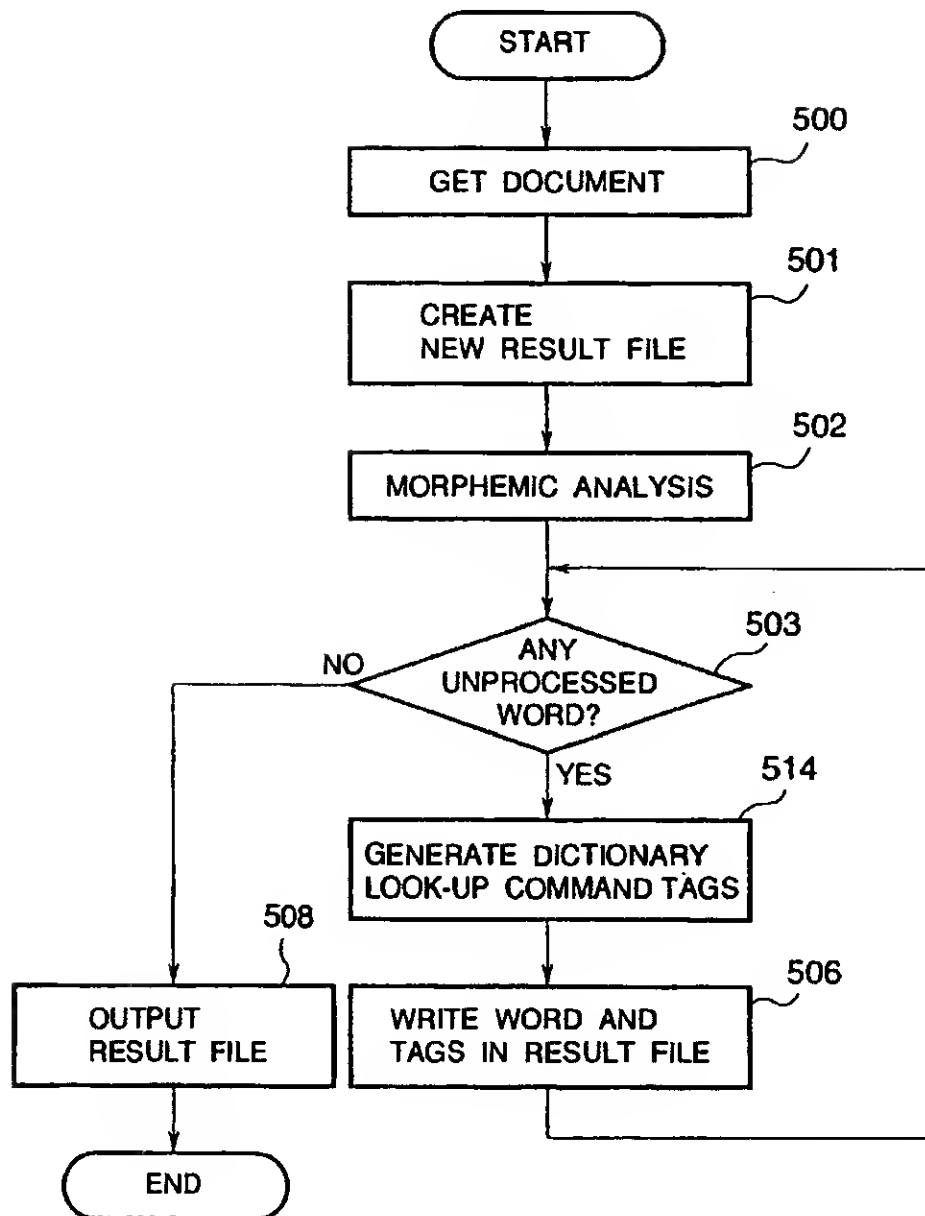 START
500
GET DOCUMENT
501
CREATE
NEW RESULT FILE
502
MORPHEMIC ANALYSIS
503
ANY
UNPROCESSED
WORD?
NO
YES
514
GENERATE DICTIONARY
LOOK-UP COMMAND TAGS
508
OUTPUT
RESULT FILE
506
WRITE WORD AND
TAGS IN RESULT FILE
END